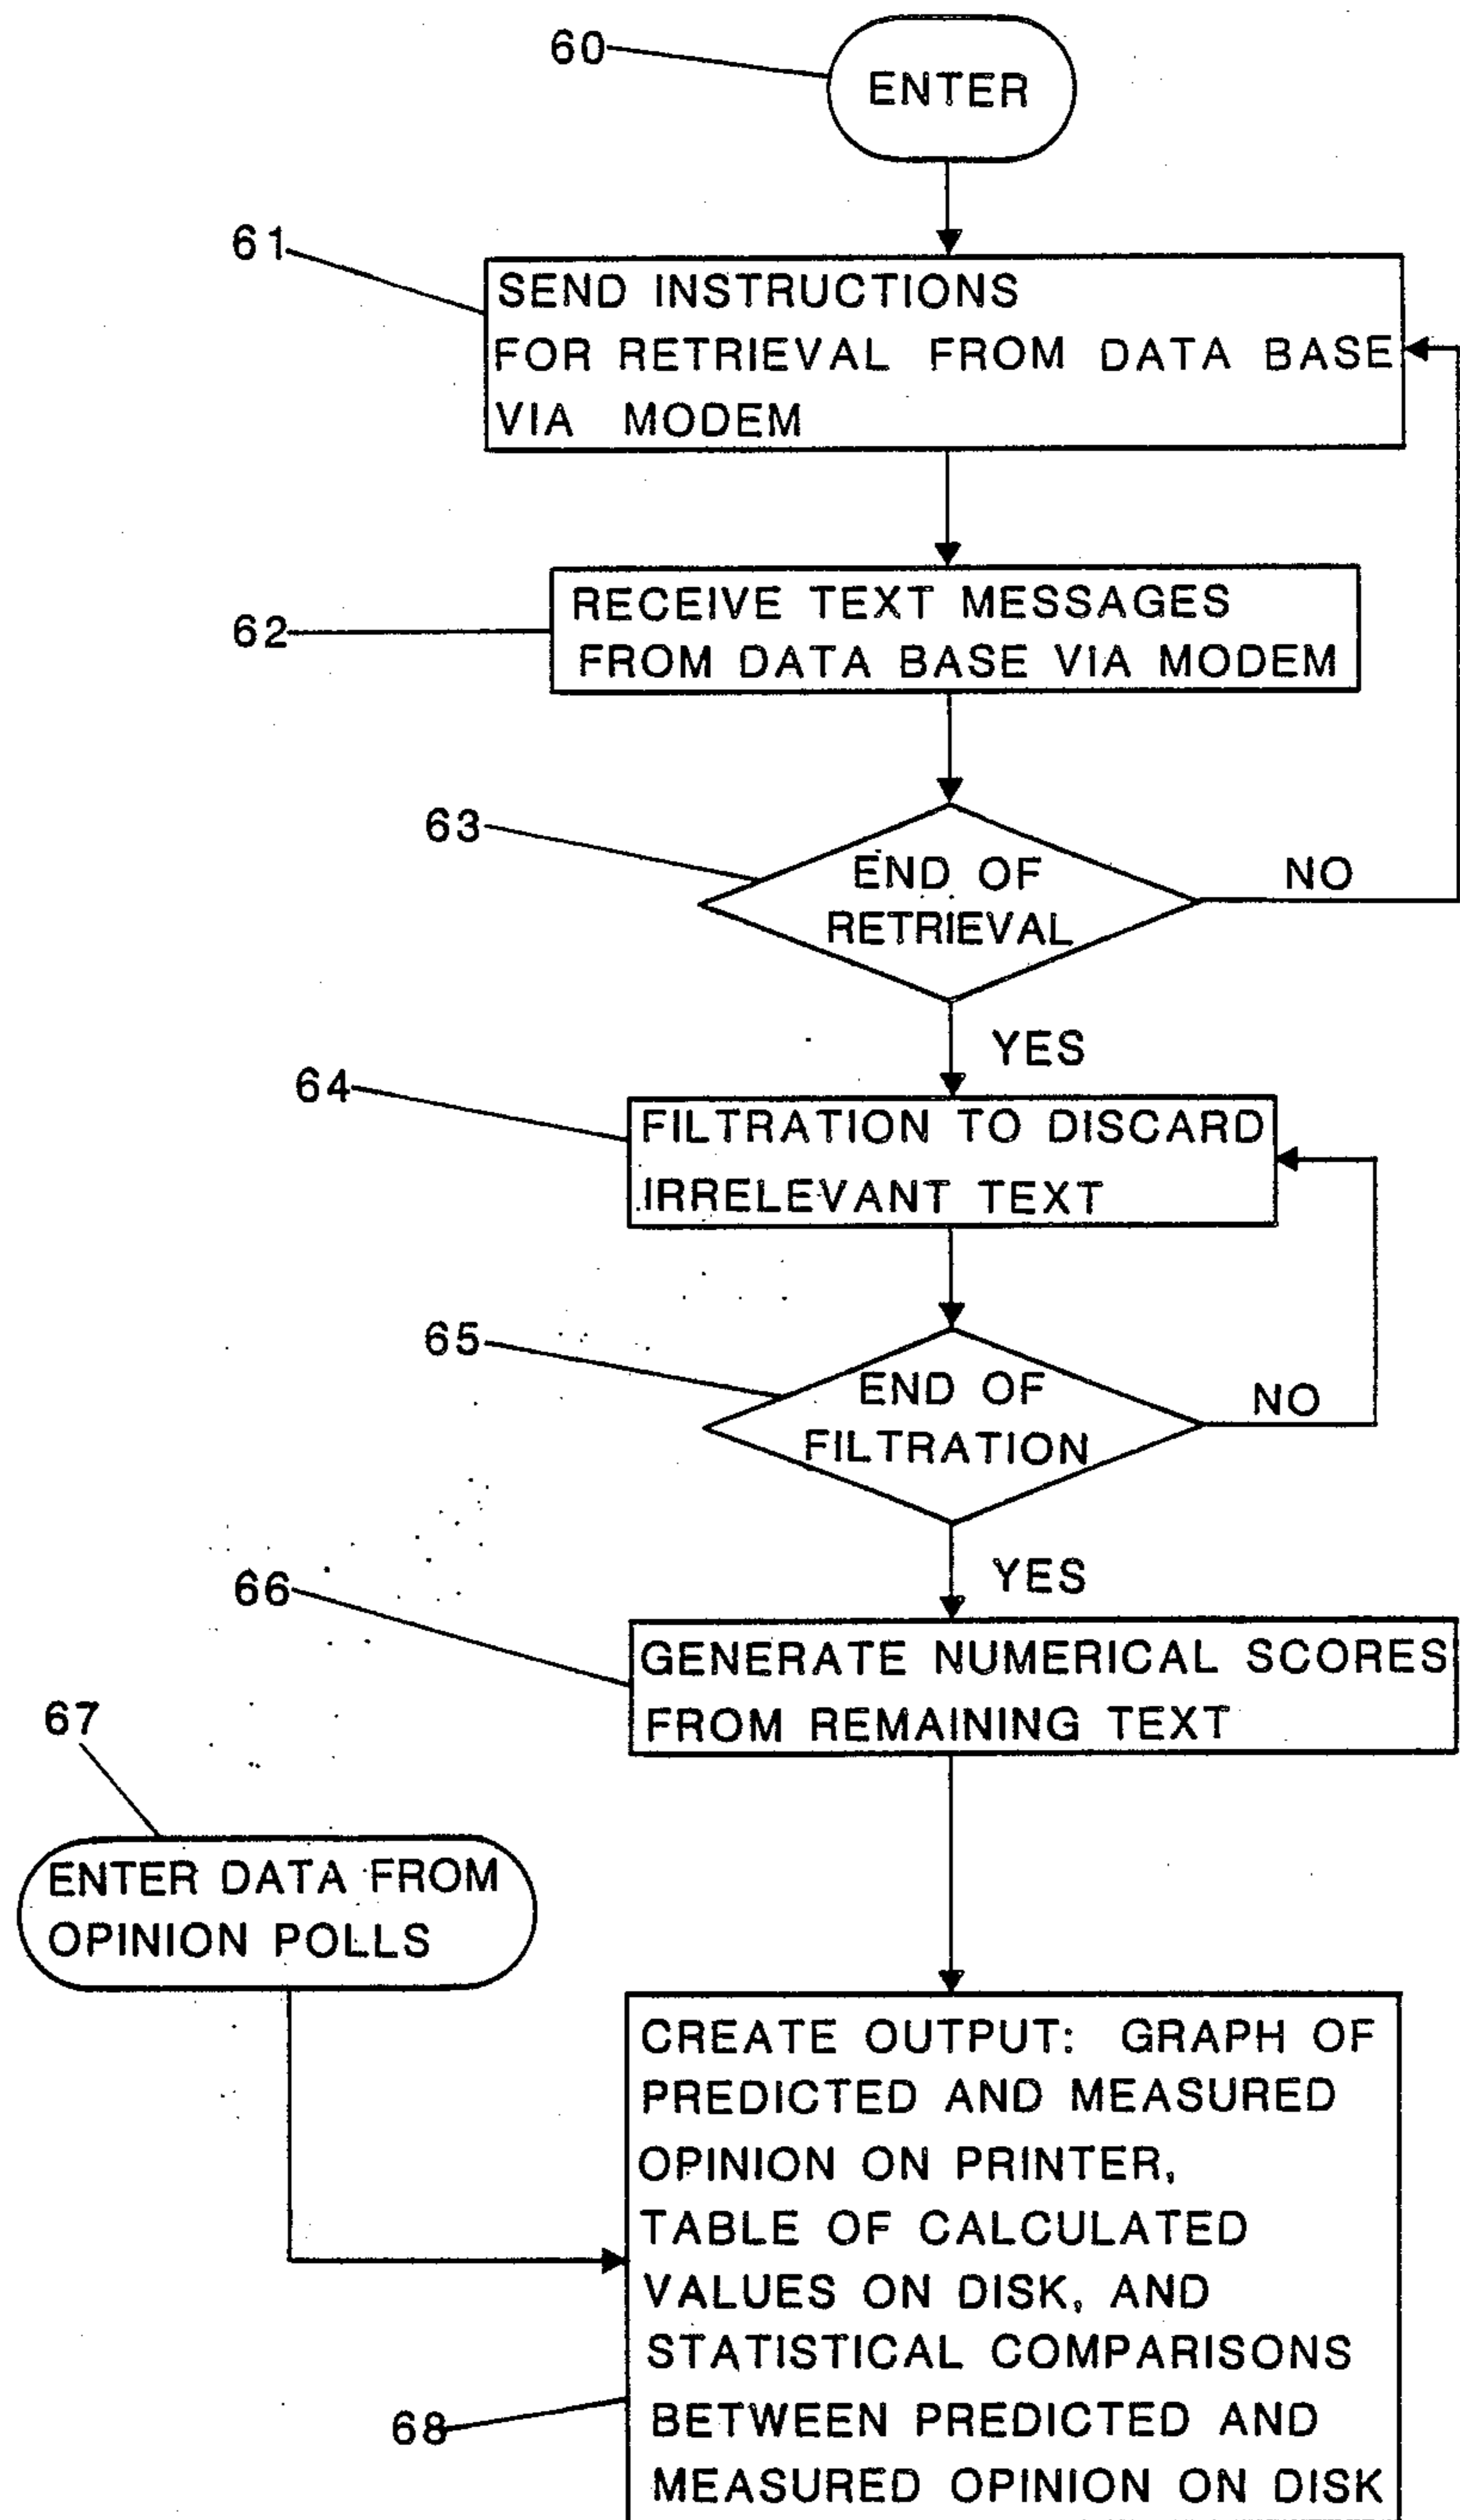 60
ENTER
61
SEND INSTRUCTIONS
FOR RETRIEVAL FROM DATA BASE
VIA MODEM
62
RECEIVE TEXT MESSAGES
FROM DATA BASE VIA MODEM
63
END OF
RETRIEVAL
NO
YES
64
FILTRATION TO DISCARD
IRRELEVANT TEXT
65
END OF
FILTRATION
NO
YES
66
GENERATE NUMERICAL SCORES
FROM REMAINING TEXT
67
ENTER DATA FROM
OPINION POLLS
CREATE OUTPUT: GRAPH OF
PREDICTED AND MEASURED
OPINION ON PRINTER,
TABLE OF CALCULATED
VALUES ON DISK, AND
STATISTICAL COMPARISONS
BETWEEN PREDICTED AND
MEASURED OPINION ON DISK
68